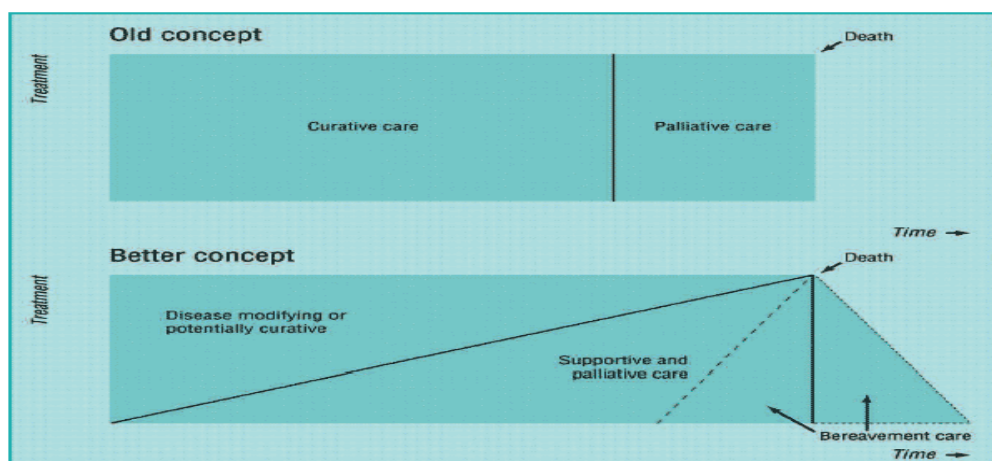 Old concept
Death
Treatment
Curative care
Palliative care
Time
Better concept
Death
Treatment
Disease modifying or
potentially curative
Supportive and
palliative care
Bereavement care
Time